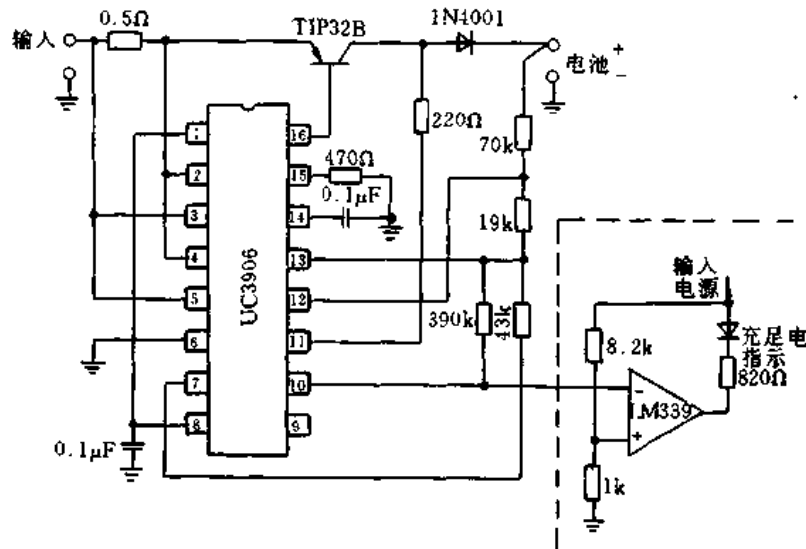 输入
0.5Ω
TIP32B
1N4001
电池
+
−
220Ω
70k
470Ω
0.1μF
19k
UC3906
1
2
3
4
5
6
7
8
16
15
14
13
12
11
10
9
390k
43k
0.1μF
输入
电源
8.2k
充足电
指示
820Ω
−
LM339
+
1k